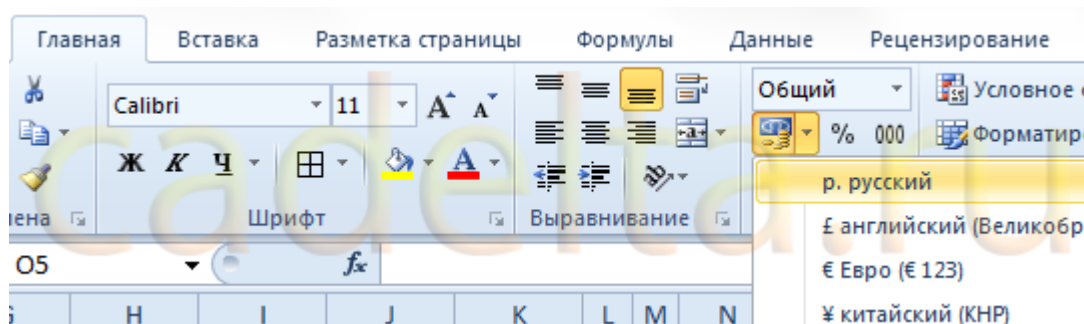 Главная Вставка Разметка страницы Формулы Данные Рецензирование
Calibri 11 A A Общий Условное
Ж К Ч % 000 Форматир
р. русский
ена Шрифт Выравнивание £ английский (Великобр
O5 fx € Евро (€ 123)
H I J K L M N ¥ китайский (КНР)
cadelta.ru